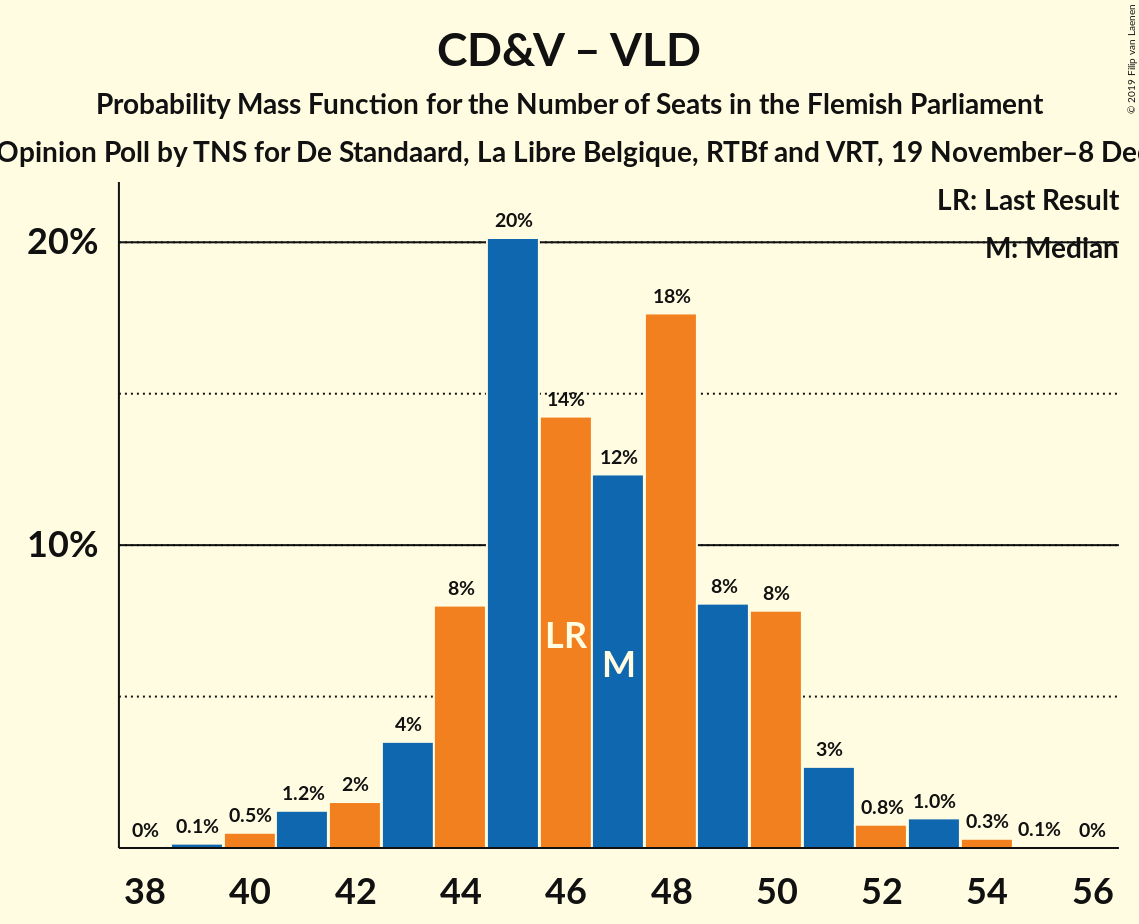 CD&V – VLD
Probability Mass Function for the Number of Seats in the Flemish Parliament
Opinion Poll by TNS for De Standaard, La Libre Belgique, RTBf and VRT, 19 November–8
© 2019 Filip van Laenen
LR: Last Result
M: Median
20%
10%
0%
0.1%
0.5%
1.2%
2%
4%
8%
20%
14%
12%
18%
8%
8%
3%
0.8%
1.0%
0.3%
0.1%
0%
LR
M
38 40 42 44 46 48 50 52 54 56